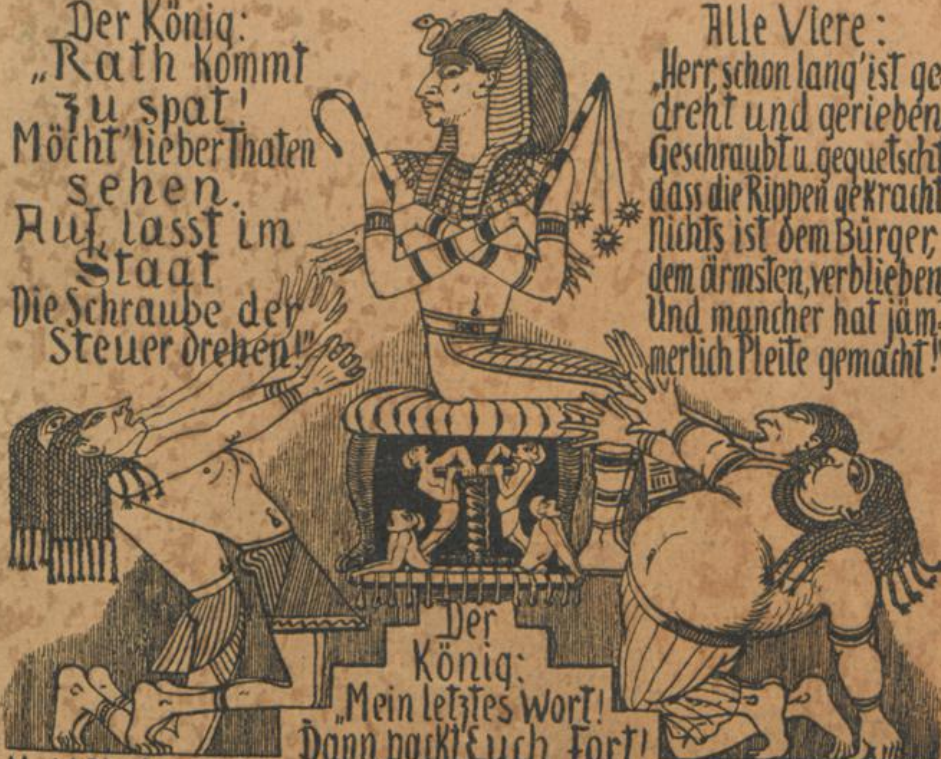 Der König:
„Rath Kommt
zu spat!
Möcht' lieber Thaten
sehen.
Auf, lasst im
Staat
Die Schraube der
Steuer drehen!"
Alle Viere:
„Herr, schon lang' ist ge
dreht und gerieben
Geschraubt u. gequetscht
dass die Rippen gekracht
Nichts ist dem Bürger,
dem ärmsten, verblieben
Und mancher hat jäm-
merlich Pleite gemacht!"
Der
König:
„Mein letztes Wort!
Dann packt Euch Fort!